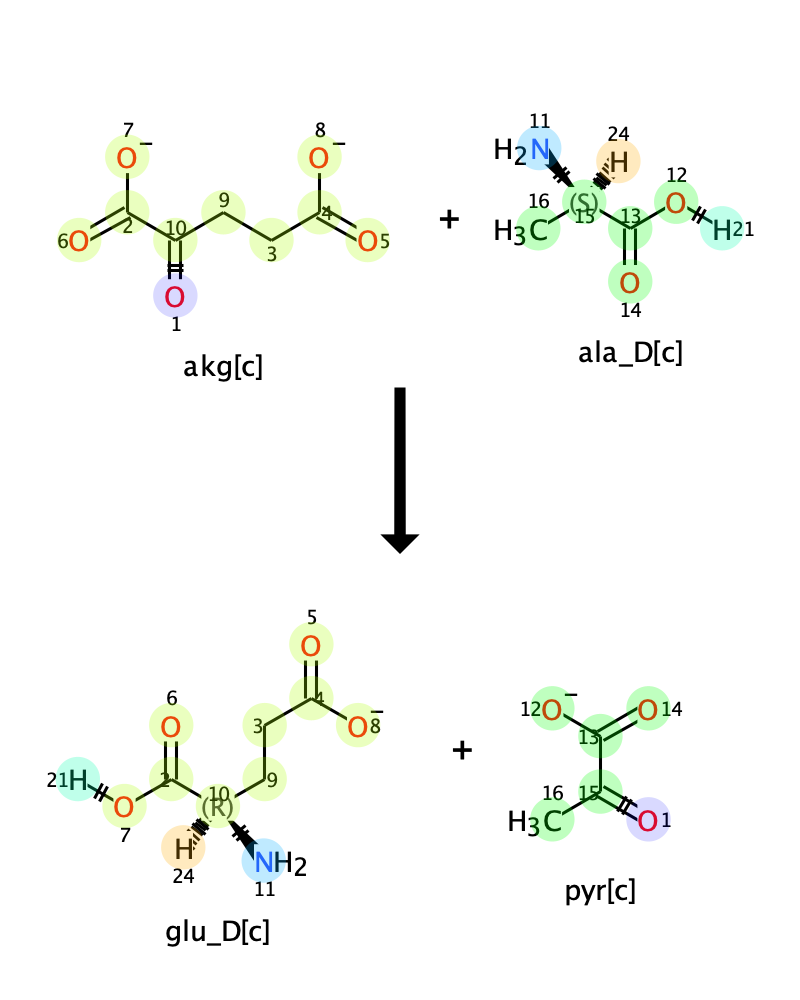 7 8 11 24
O− O− H2N H 12
9 16 (S) O
6O 2 10 4 O5 + H3C 15 13 H21
3
O O
1 14
akg[c] ala_D[c]
5
O
6 4 12O− O14
O 3 O8− 13
21H 2 10 9 +
O (R) 16 15
7 H NH2 H3C O1
24 11
glu_D[c] pyr[c]